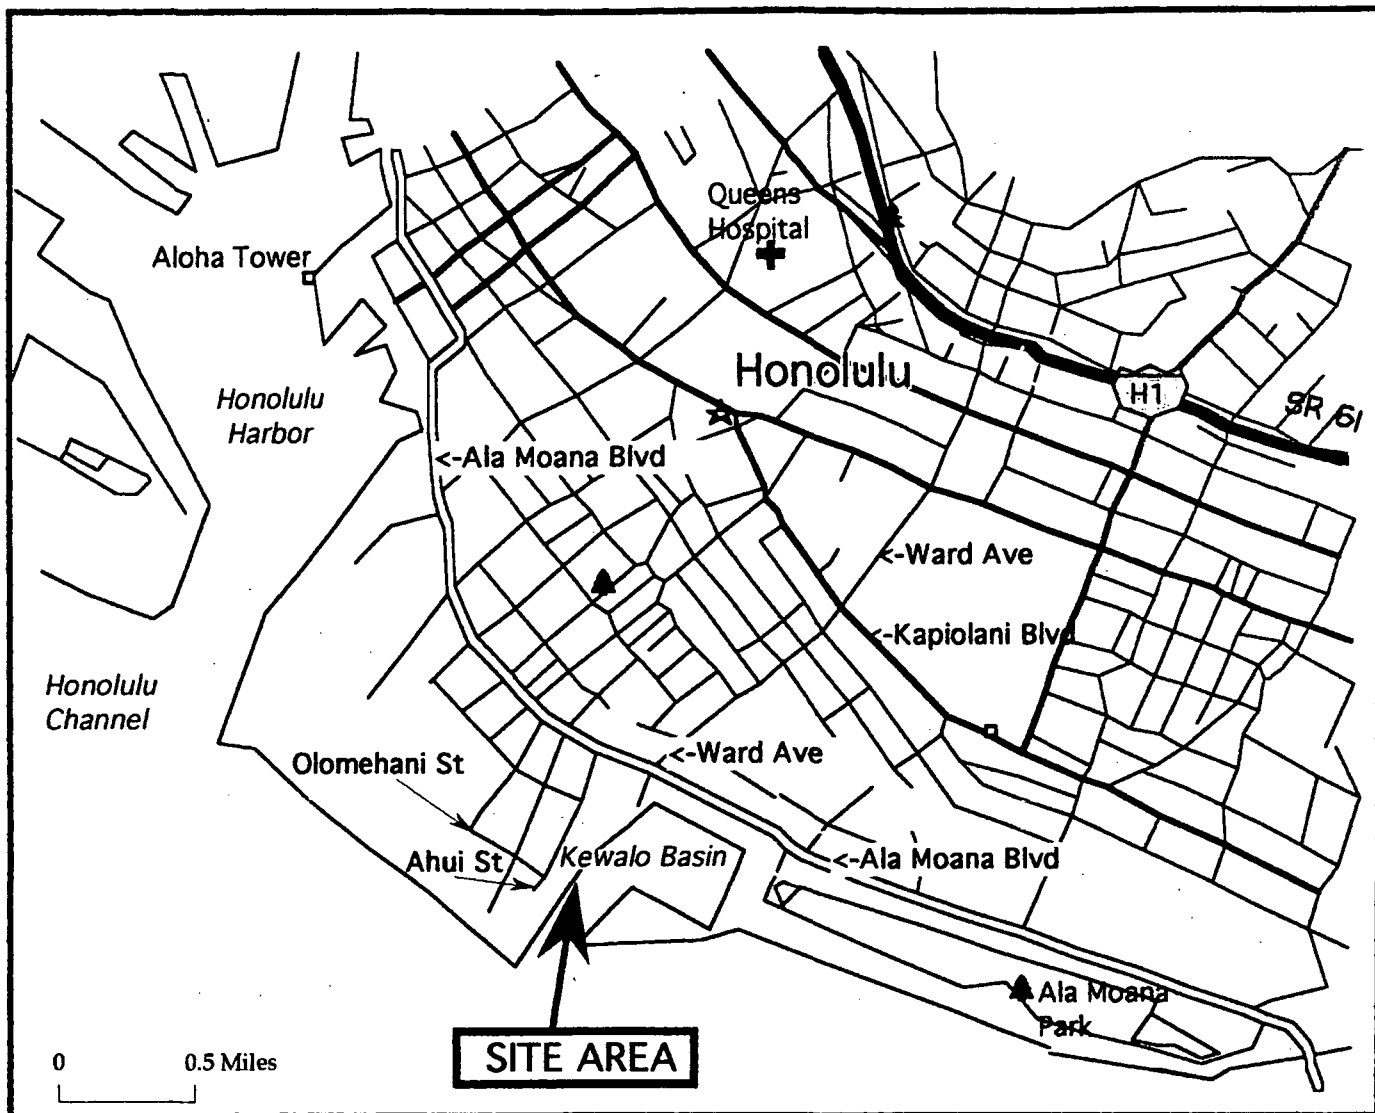 Queens
Hospital
Aloha Tower
Honolulu
H1
SR 61
Honolulu
Harbor
<-Ala Moana Blvd
<-Ward Ave
<-Kapiolani Blvd
Honolulu
Channel
<-Ward Ave
Olomehani St
Ahui St
Kewalo Basin
<-Ala Moana Blvd
Ala Moana
Park
SITE AREA
0 0.5 Miles